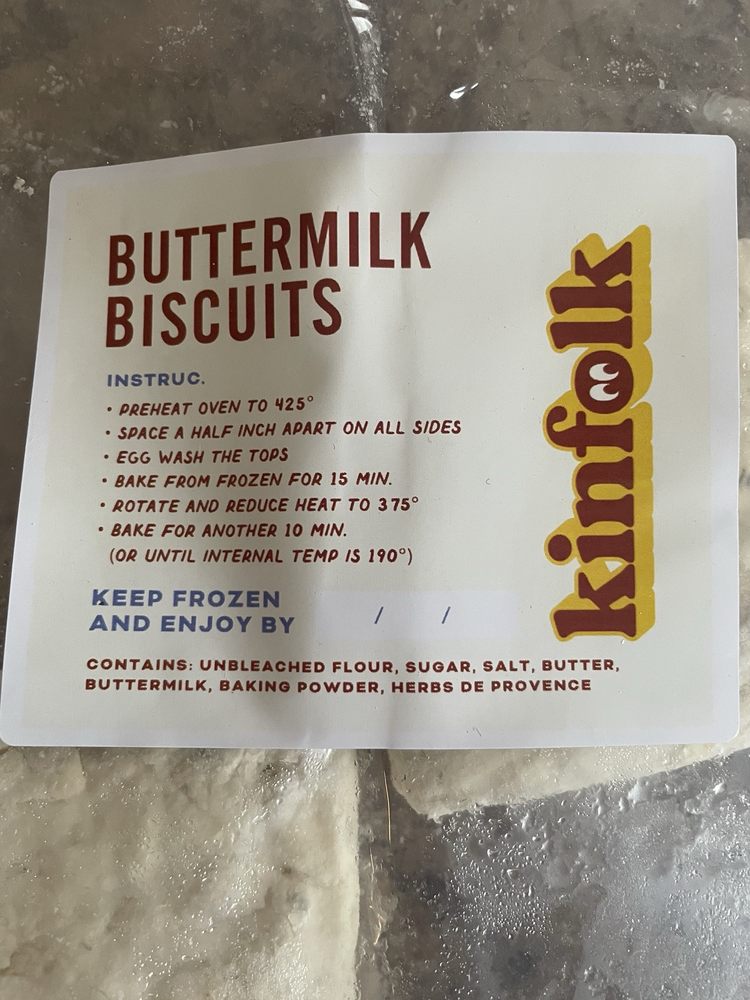 BUTTERMILK
BISCUITS
INSTRUC.
• PREHEAT OVEN TO 425°
• SPACE A HALF INCH APART ON ALL SIDES
• EGG WASH THE TOPS
• BAKE FROM FROZEN FOR 15 MIN.
• ROTATE AND REDUCE HEAT TO 375°
• BAKE FOR ANOTHER 10 MIN.
(OR UNTIL INTERNAL TEMP IS 190°)
KEEP FROZEN
AND ENJOY BY / /
CONTAINS: UNBLEACHED FLOUR, SUGAR, SALT, BUTTER,
BUTTERMILK, BAKING POWDER, HERBS DE PROVENCE
kinfolk